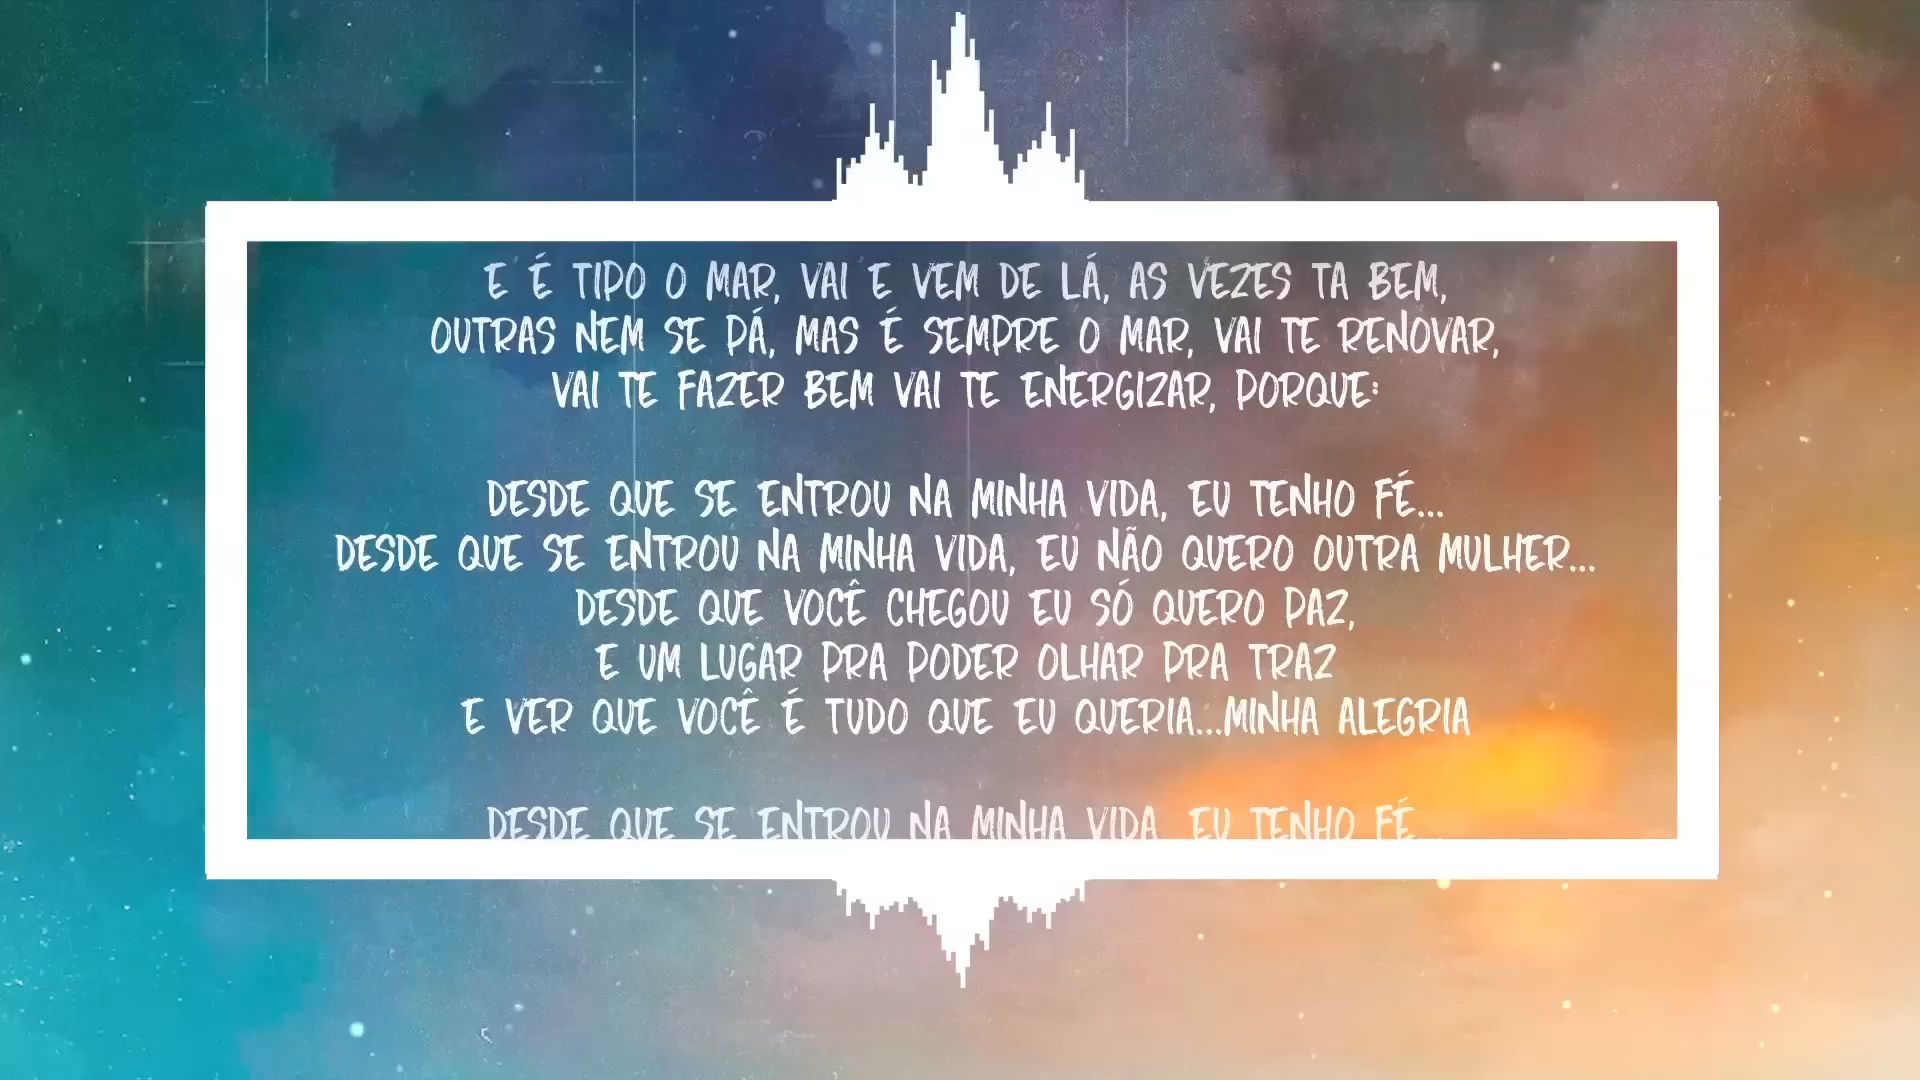 E É TIPO O MAR, VAI E VEM DE LÁ, AS VEZES TA BEM,
OUTRAS NEM SE DÁ, MAS É SEMPRE O MAR, VAI TE RENOVAR,
VAI TE FAZER BEM VAI TE ENERGIZAR, PORQUE:
DESDE QUE SE ENTROU NA MINHA VIDA, EU TENHO FÉ...
DESDE QUE SE ENTROU NA MINHA VIDA, EU NÃO QUERO OUTRA MULHER...
DESDE QUE VOCÊ CHEGOU EU SÓ QUERO PAZ,
E UM LUGAR PRA PODER OLHAR PRA TRAZ
E VER QUE VOCÊ É TUDO QUE EU QUERIA...MINHA ALEGRIA
DESDE QUE SE ENTROU NA MINHA VIDA, EU TENHO FÉ...